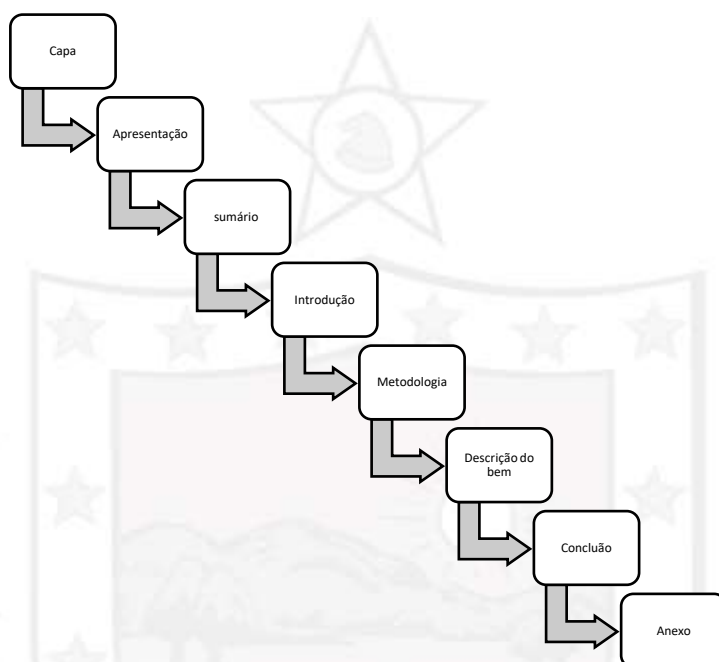 Capa
Apresentação
sumário
Introdução
Metodologia
Descrição do
bem
Concluão
Anexo